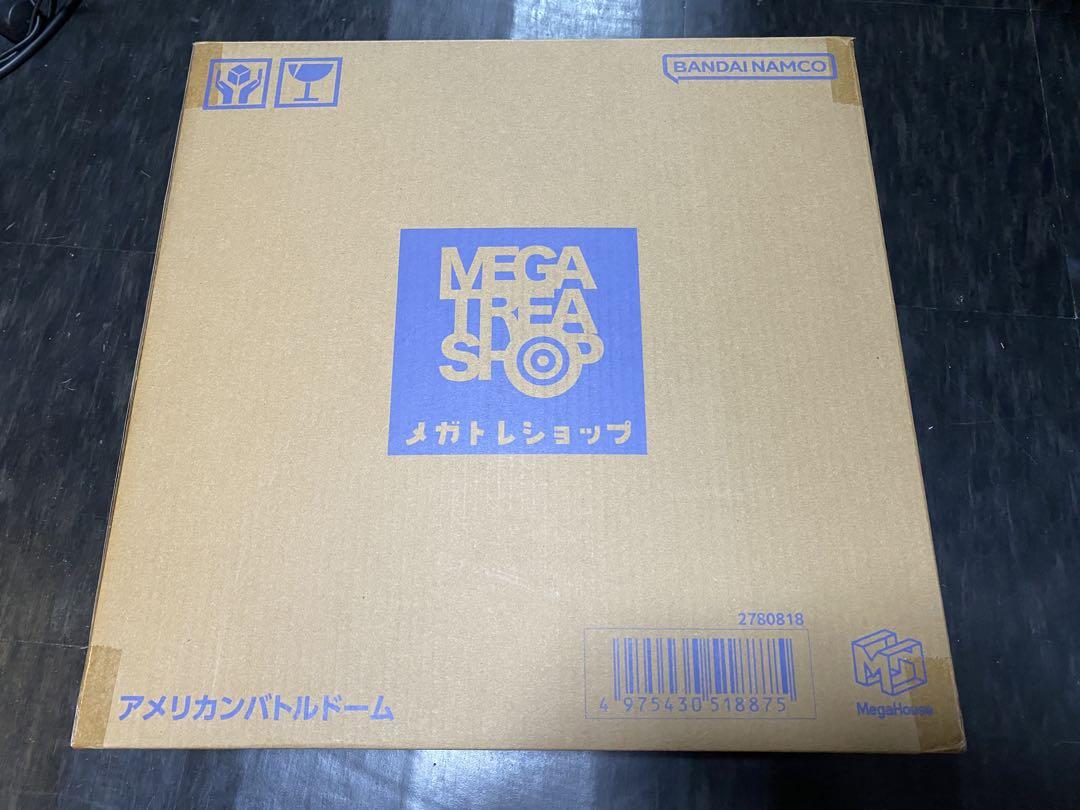 BANDAI NAMCO
MEGA
TREA
SHOP
メガトレショップ
2780818
4 975430 518875
アメリカンバトルドーム
MegaHouse